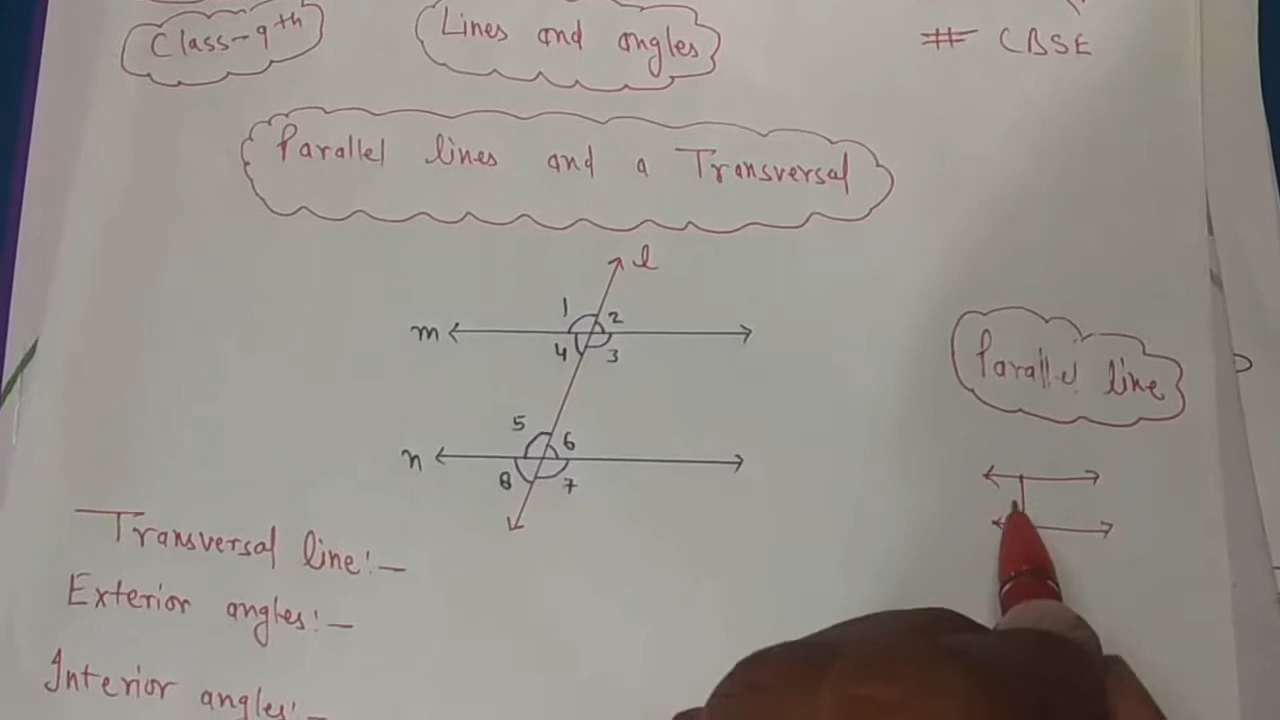 Class-9th
Lines and angles
# CBSE
Parallel lines and a Transversal
l
1 2
m
4 3
Parallel line
5 6
n
8 7
Transversal line:-
Exterior angles:-
Interior angles:-